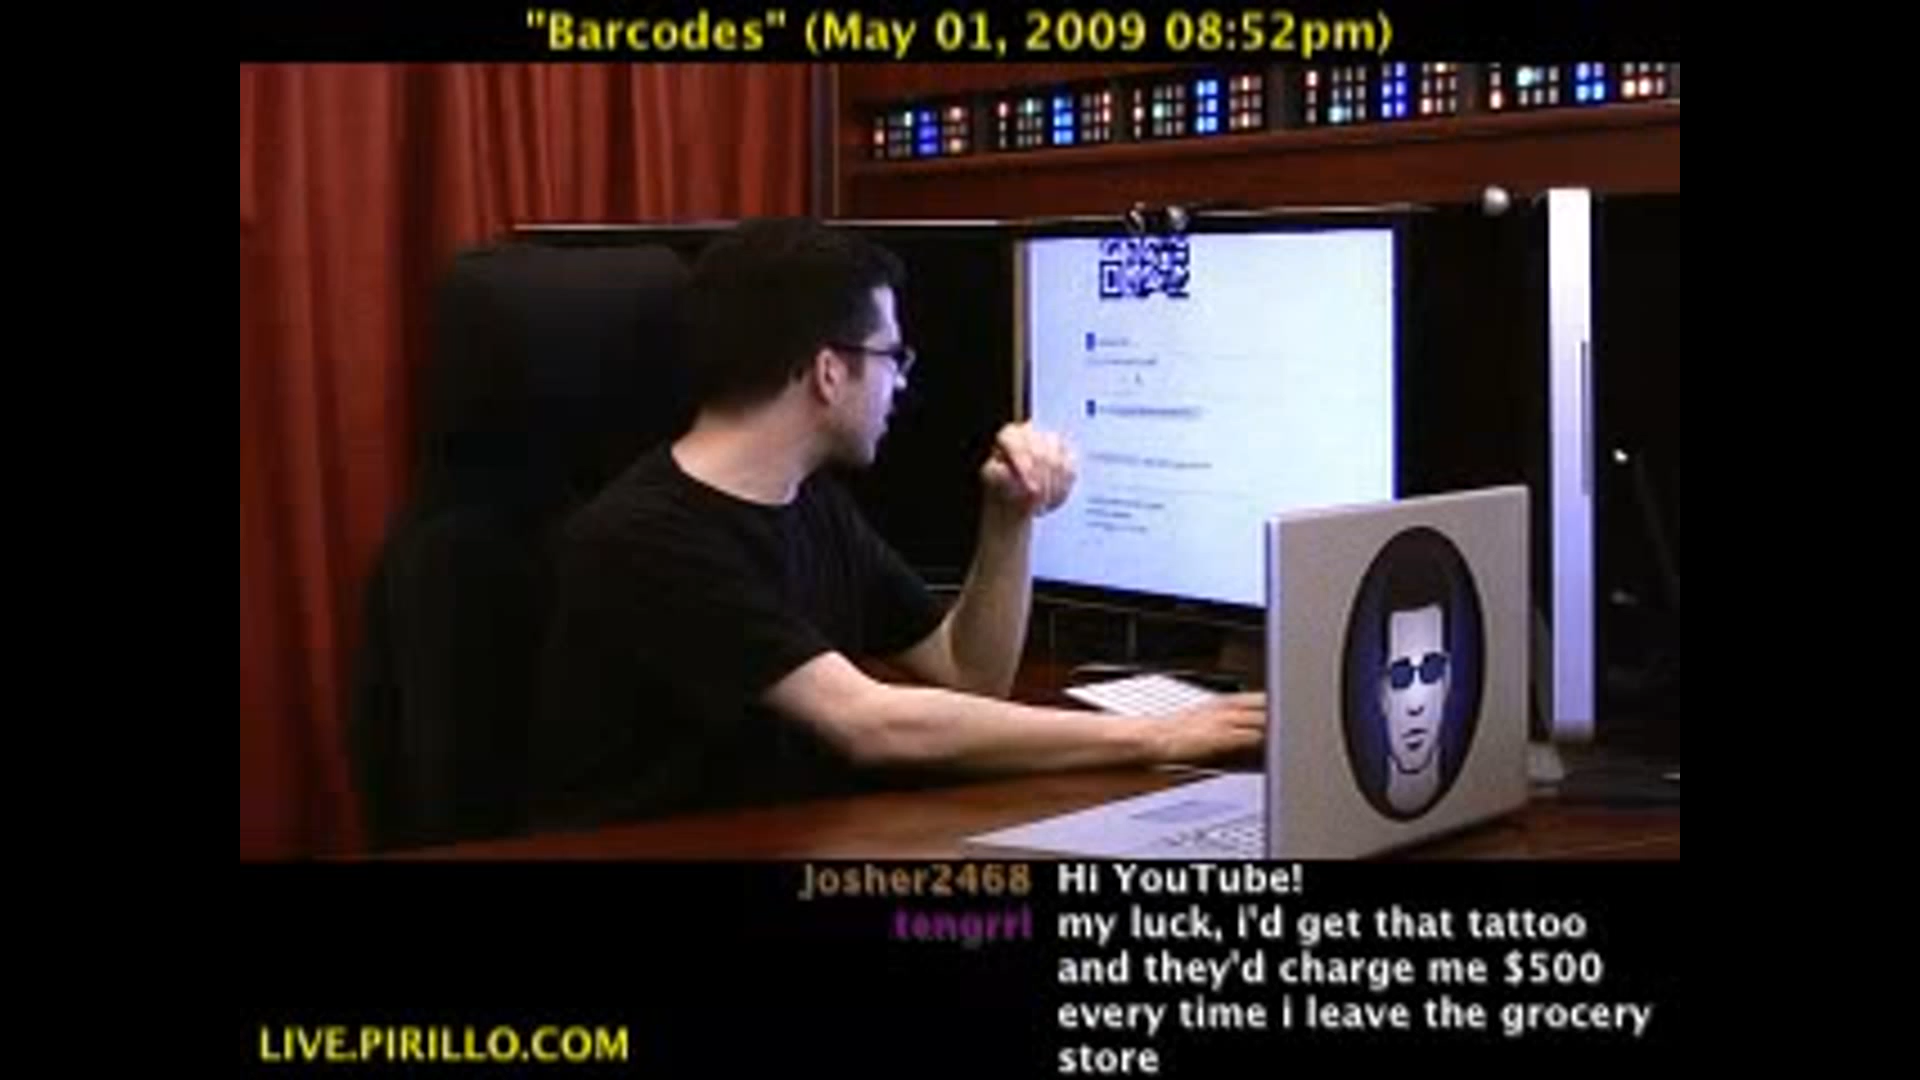 "Barcodes" (May 01, 2009 08:52pm)
Josher2468 Hi YouTube!
tengrrl my luck, i'd get that tattoo
and they'd charge me $500
every time i leave the grocery
store
LIVE.PIRILLO.COM